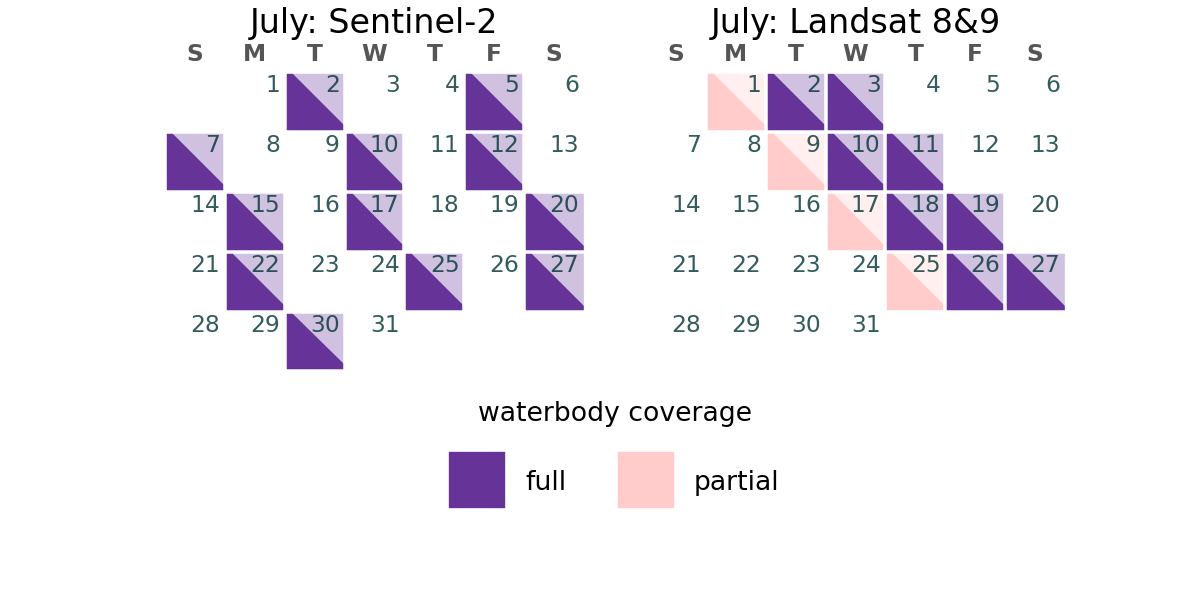 July: Sentinel-2
S M T W T F S
1 2 3 4 5 6
7 8 9 10 11 12 13
14 15 16 17 18 19 20
21 22 23 24 25 26 27
28 29 30 31
July: Landsat 8&9
S M T W T F S
1 2 3 4 5 6
7 8 9 10 11 12 13
14 15 16 17 18 19 20
21 22 23 24 25 26 27
28 29 30 31
waterbody coverage
full partial